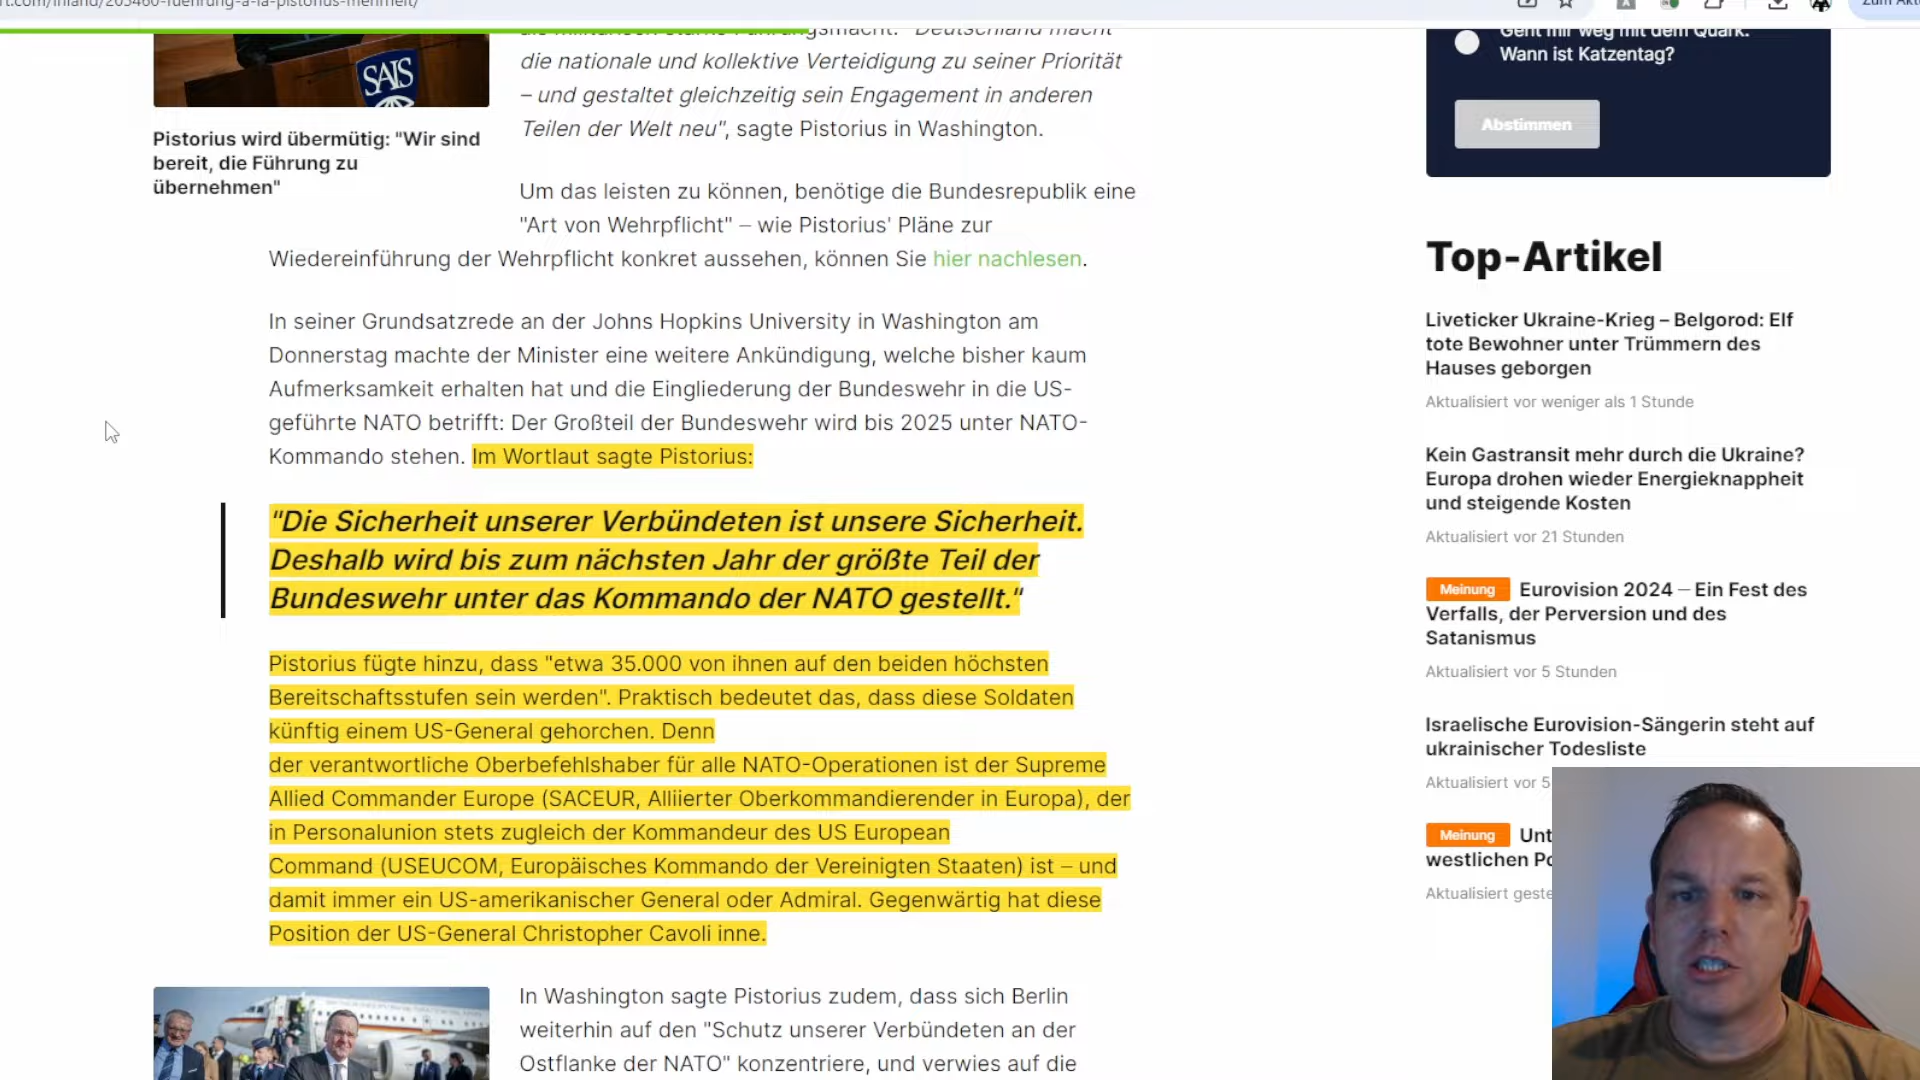 rt.com/inland/205460-fuehrung-a-la-pistorius-mehrheit/
Zum Aktu
SAIS
Pistorius wird übermütig: "Wir sind
bereit, die Führung zu
übernehmen"
die militärisch starke Führungsmacht. "Deutschland macht
die nationale und kollektive Verteidigung zu seiner Priorität
– und gestaltet gleichzeitig sein Engagement in anderen
Teilen der Welt neu", sagte Pistorius in Washington.
Um das leisten zu können, benötige die Bundesrepublik eine
"Art von Wehrpflicht" – wie Pistorius' Pläne zur
Wiedereinführung der Wehrpflicht konkret aussehen, können Sie hier nachlesen.
In seiner Grundsatzrede an der Johns Hopkins University in Washington am
Donnerstag machte der Minister eine weitere Ankündigung, welche bisher kaum
Aufmerksamkeit erhalten hat und die Eingliederung der Bundeswehr in die US-
geführte NATO betrifft: Der Großteil der Bundeswehr wird bis 2025 unter NATO-
Kommando stehen. Im Wortlaut sagte Pistorius:
"Die Sicherheit unserer Verbündeten ist unsere Sicherheit.
Deshalb wird bis zum nächsten Jahr der größte Teil der
Bundeswehr unter das Kommando der NATO gestellt."
Pistorius fügte hinzu, dass "etwa 35.000 von ihnen auf den beiden höchsten
Bereitschaftsstufen sein werden". Praktisch bedeutet das, dass diese Soldaten
künftig einem US-General gehorchen. Denn
der verantwortliche Oberbefehlshaber für alle NATO-Operationen ist der Supreme
Allied Commander Europe (SACEUR, Alliierter Oberkommandierender in Europa), der
in Personalunion stets zugleich der Kommandeur des US European
Command (USEUCOM, Europäisches Kommando der Vereinigten Staaten) ist – und
damit immer ein US-amerikanischer General oder Admiral. Gegenwärtig hat diese
Position der US-General Christopher Cavoli inne.
In Washington sagte Pistorius zudem, dass sich Berlin
weiterhin auf den "Schutz unserer Verbündeten an der
Ostflanke der NATO" konzentriere, und verwies auf die
Geht mir weg mit dem Quark.
Wann ist Katzentag?
Abstimmen
Top-Artikel
Liveticker Ukraine-Krieg – Belgorod: Elf
tote Bewohner unter Trümmern des
Hauses geborgen
Aktualisiert vor weniger als 1 Stunde
Kein Gastransit mehr durch die Ukraine?
Europa drohen wieder Energieknappheit
und steigende Kosten
Aktualisiert vor 21 Stunden
Meinung Eurovision 2024 – Ein Fest des
Verfalls, der Perversion und des
Satanismus
Aktualisiert vor 5 Stunden
Israelische Eurovision-Sängerin steht auf
ukrainischer Todesliste
Aktualisiert vor 5
Meinung Unt
westlichen Po
Aktualisiert geste